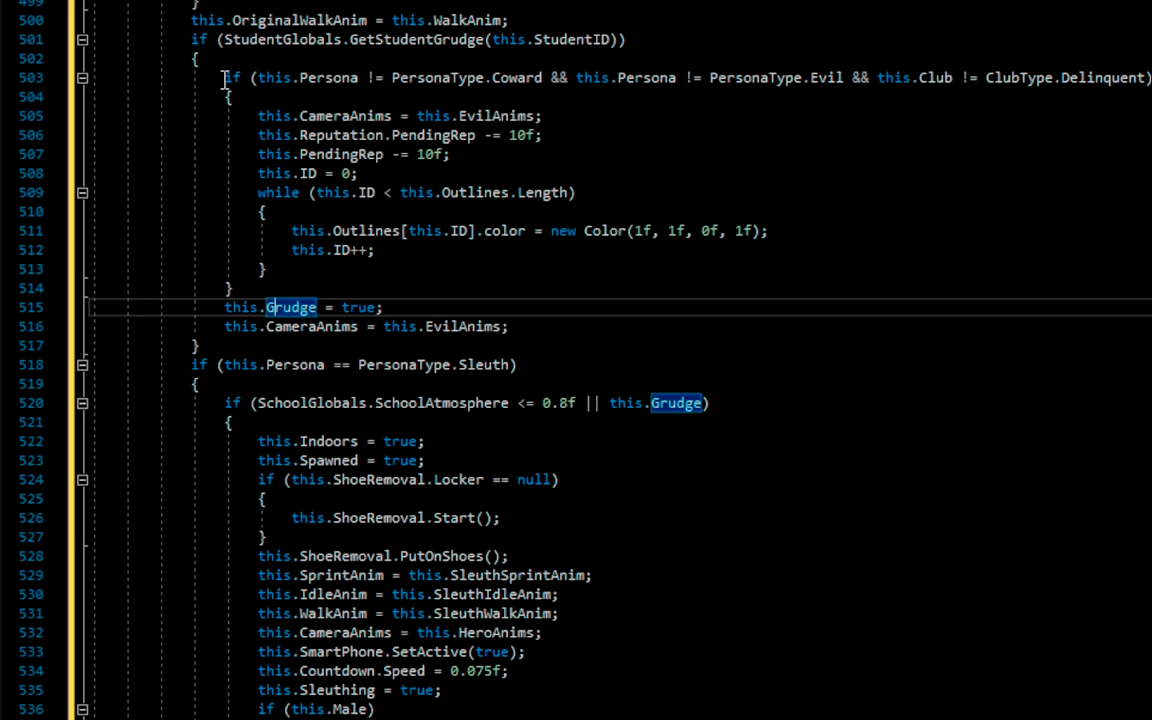 499 }
500 this.OriginalWalkAnim = this.WalkAnim;
501 if (StudentGlobals.GetStudentGrudge(this.StudentID))
502 {
503 if (this.Persona != PersonaType.Coward && this.Persona != PersonaType.Evil && this.Club != ClubType.Delinquent)
504 {
505 this.CameraAnims = this.EvilAnims;
506 this.Reputation.PendingRep -= 10f;
507 this.PendingRep -= 10f;
508 this.ID = 0;
509 while (this.ID < this.Outlines.Length)
510 {
511 this.Outlines[this.ID].color = new Color(1f, 1f, 0f, 1f);
512 this.ID++;
513 }
514 }
515 this.Grudge = true;
516 this.CameraAnims = this.EvilAnims;
517 }
518 if (this.Persona == PersonaType.Sleuth)
519 {
520 if (SchoolGlobals.SchoolAtmosphere <= 0.8f || this.Grudge)
521 {
522 this.Indoors = true;
523 this.Spawned = true;
524 if (this.ShoeRemoval.Locker == null)
525 {
526 this.ShoeRemoval.Start();
527 }
528 this.ShoeRemoval.PutOnShoes();
529 this.SprintAnim = this.SleuthSprintAnim;
530 this.IdleAnim = this.SleuthIdleAnim;
531 this.WalkAnim = this.SleuthWalkAnim;
532 this.CameraAnims = this.HeroAnims;
533 this.SmartPhone.SetActive(true);
534 this.Countdown.Speed = 0.075f;
535 this.Sleuthing = true;
536 if (this.Male)